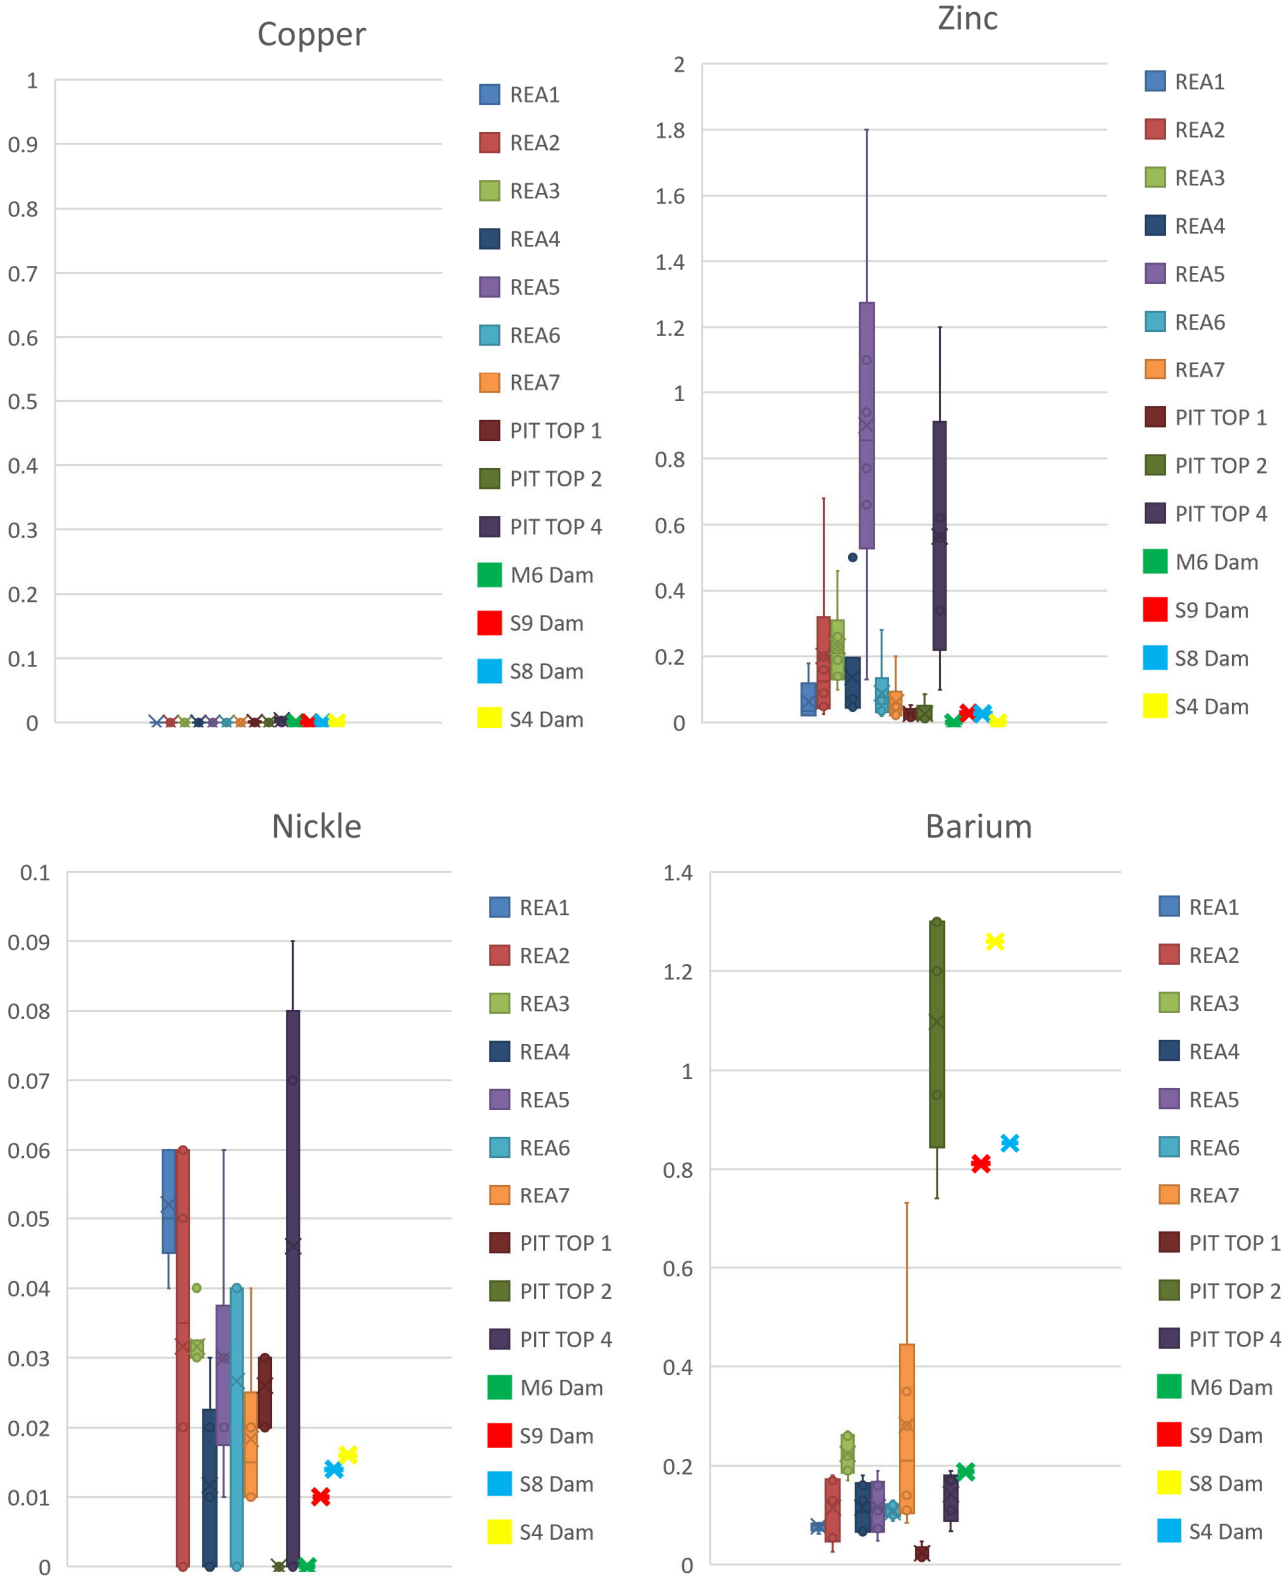 Copper
1
0.9
0.8
0.7
0.6
0.5
0.4
0.3
0.2
0.1
0
REA1
REA2
REA3
REA4
REA5
REA6
REA7
PIT TOP 1
PIT TOP 2
PIT TOP 4
M6 Dam
S9 Dam
S8 Dam
S4 Dam
Zinc
2
1.8
1.6
1.4
1.2
1
0.8
0.6
0.4
0.2
0
REA1
REA2
REA3
REA4
REA5
REA6
REA7
PIT TOP 1
PIT TOP 2
PIT TOP 4
M6 Dam
S9 Dam
S8 Dam
S4 Dam
Nickle
0.1
0.09
0.08
0.07
0.06
0.05
0.04
0.03
0.02
0.01
0
REA1
REA2
REA3
REA4
REA5
REA6
REA7
PIT TOP 1
PIT TOP 2
PIT TOP 4
M6 Dam
S9 Dam
S8 Dam
S4 Dam
Barium
1.4
1.2
1
0.8
0.6
0.4
0.2
0
REA1
REA2
REA3
REA4
REA5
REA6
REA7
PIT TOP 1
PIT TOP 2
PIT TOP 4
M6 Dam
S9 Dam
S8 Dam
S4 Dam